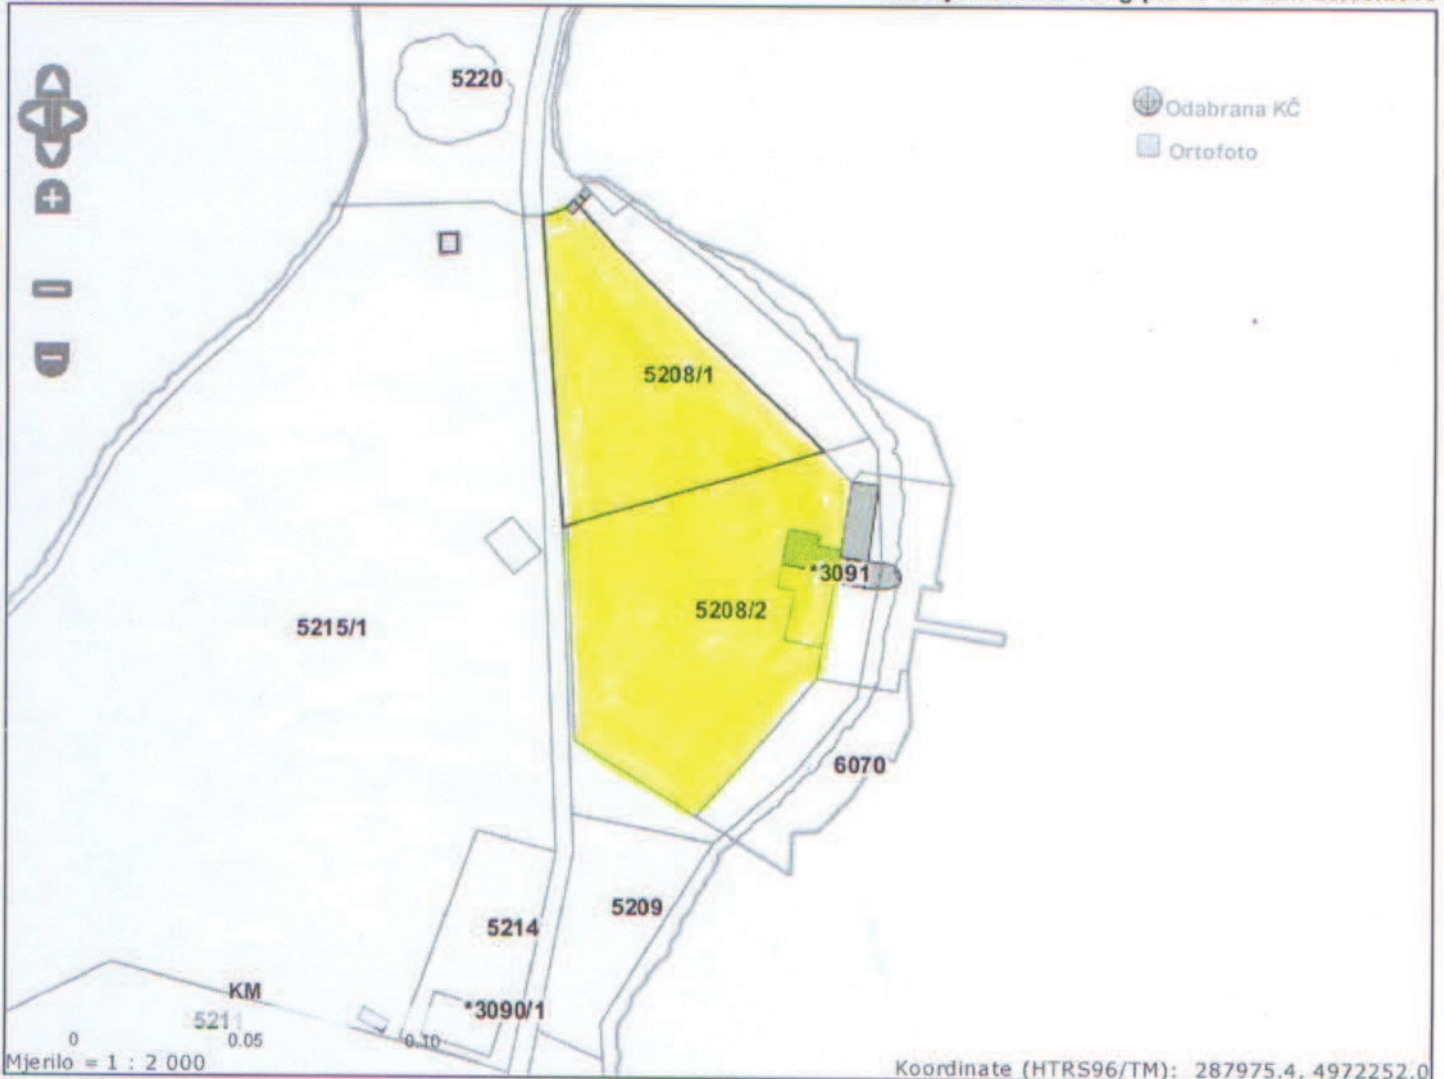 5220
Odabrana KČ
Ortofoto
5208/1
*3091
5208/2
5215/1
6070
5209
5214
KM
*3090/1
0
0.05
0.10
Mjerilo = 1 : 2 000
Koordinate (HTRS96/TM): 287975.4, 4972252.0